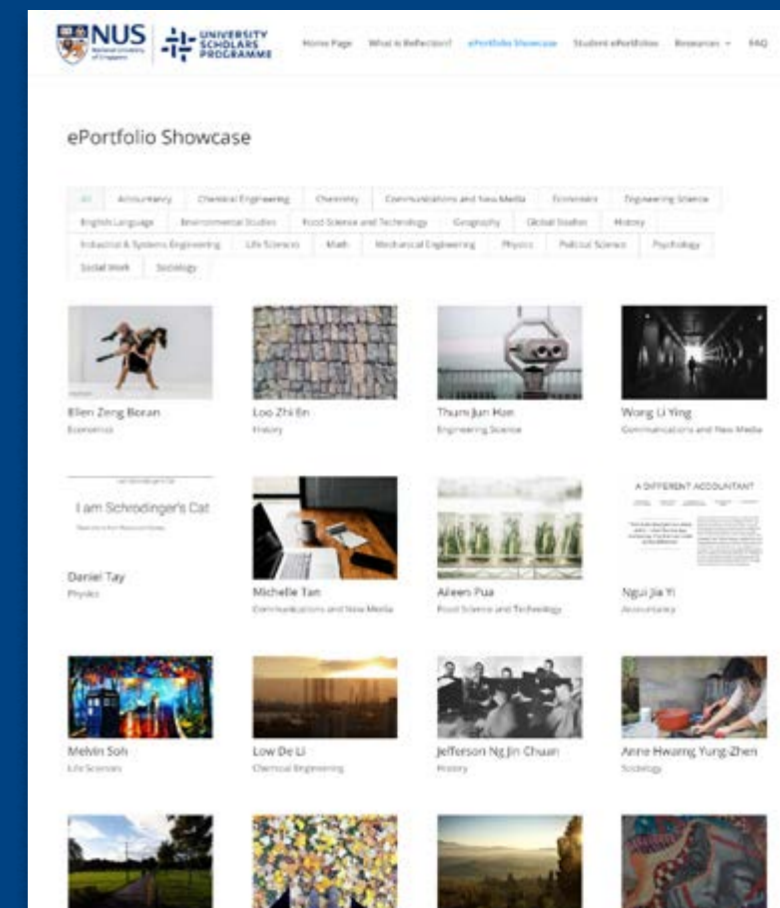 NUS
National University
of Singapore
UNIVERSITY
SCHOLARS
PROGRAMME
Home Page What is Reflection? ePortfolio Showcase Student ePortfolios Resources FAQ
ePortfolio Showcase
All Accountancy Chemical Engineering Chemistry Communications and New Media Economics Engineering Science
English Language Environmental Studies Food Science and Technology Geography Global Studies History
Industrial & Systems Engineering Life Sciences Math Mechanical Engineering Physics Political Science Psychology
Social Work Sociology
Ellen Zeng Boran Loo Zhi En Thum Jun Han Wong Li Ying
Economics History Engineering Science Communications and New Media
I am Schrodinger's Cat
A DIFFERENT ACCOUNTANT
Daniel Tay Michelle Tan Aileen Pua Ngui Jia Yi
Physics Communications and New Media Food Science and Technology Accountancy
Melvin Soh Low De Li Jefferson Ng Jin Chuan Anne Hwarng Yung-Zhen
Life Sciences Chemical Engineering History Sociology